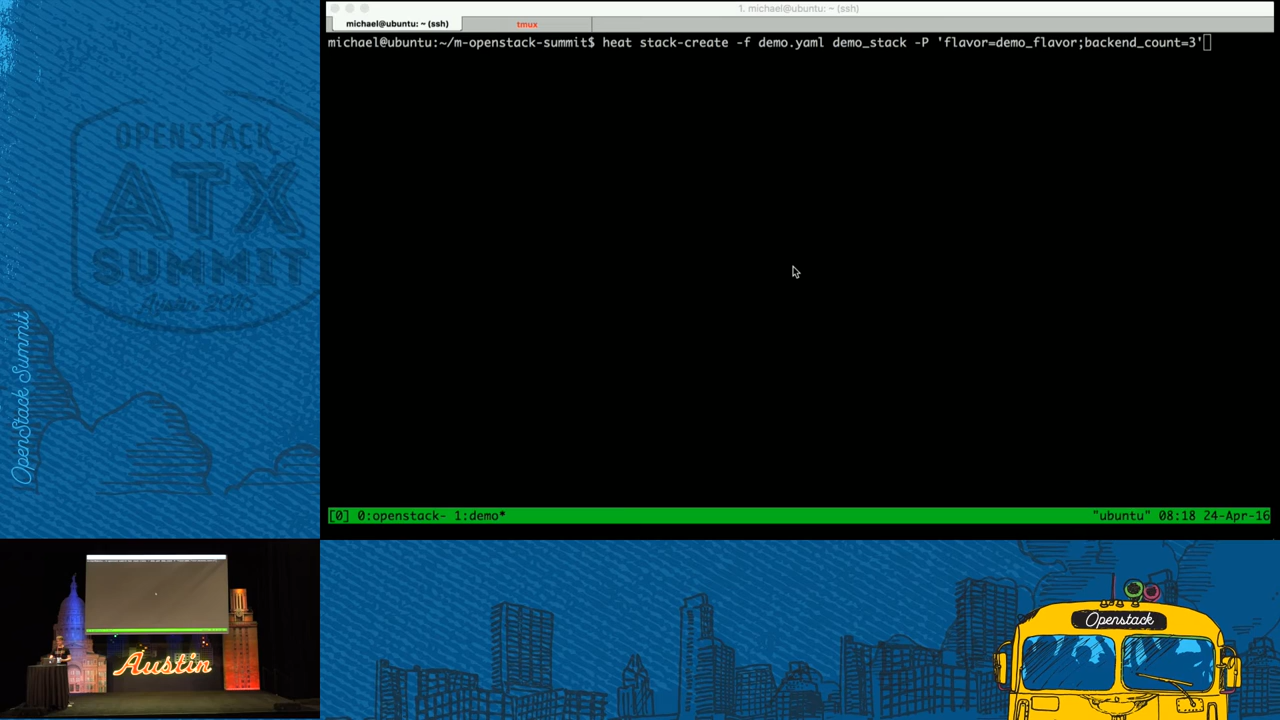 1. michael@ubuntu: ~ (ssh)
michael@ubuntu: ~ (ssh)
tmux
michael@ubuntu:~/m-openstack-summit$ heat stack-create -f demo.yaml demo_stack -P 'flavor=demo_flavor;backend_count=3'
OPENSTACK
ATX
SUMMIT
Austin 2016
OpenStack Summit
[0] 0:openstack- 1:demo*
"ubuntu" 08:18 24-Apr-16
Austin
Openstack